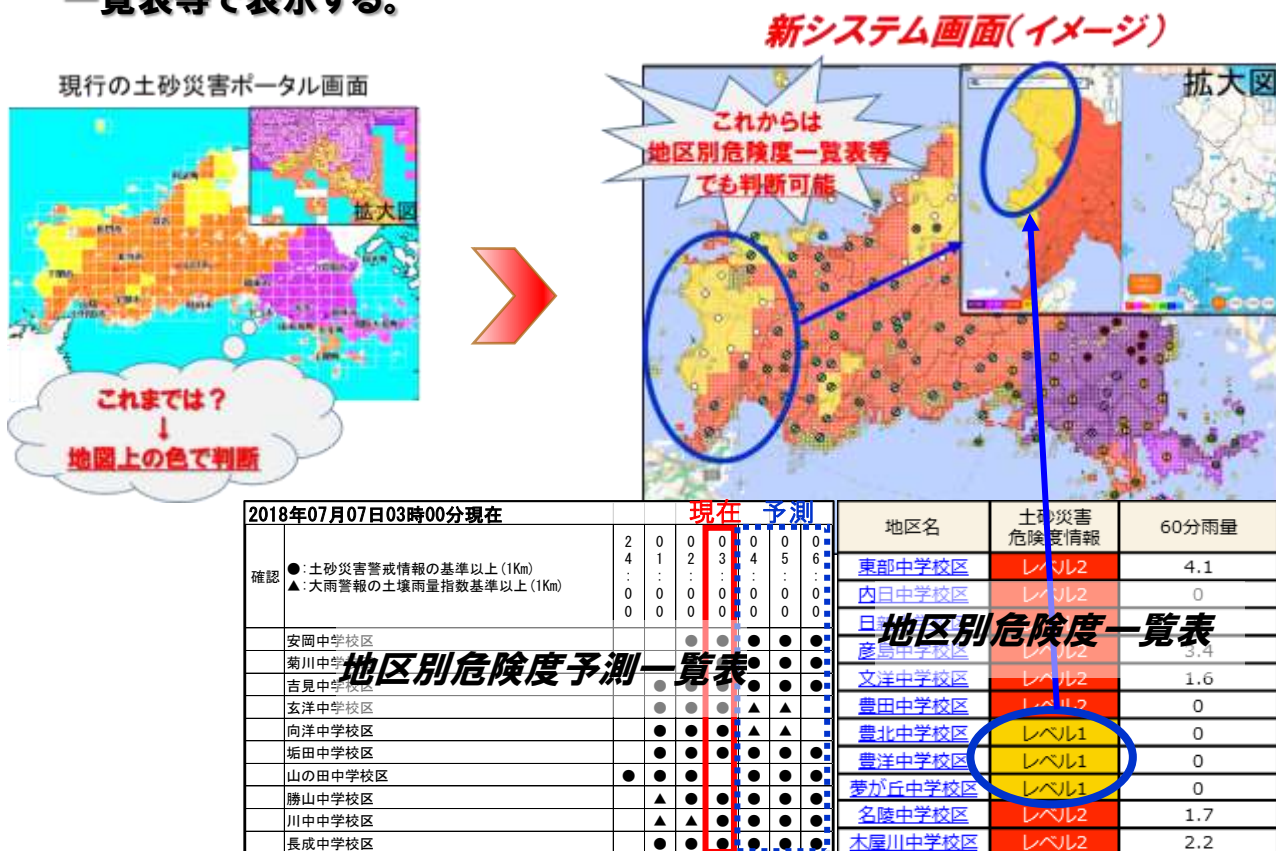 一覧表等で表示する。
新システム画面(イメージ)
現行の土砂災害ポータル画面
拡大図
これまでは?
↓
地図上の色で判断
これからは
地区別危険度一覧表等
でも判断可能
拡大図
2018年07月07日03時00分現在
現在
予測
確認
●:土砂災害警戒情報の基準以上(1Km)
▲:大雨警報の土壌雨量指数基準以上(1Km)
24:00 01:00 02:00 03:00 04:00 05:00 06:00
安岡中学校区 ● ● ● ● ●
菊川中学校区 ● ● ●
吉見中学校区 ● ● ● ● ● ●
玄洋中学校区 ● ● ● ▲ ▲
向洋中学校区 ● ● ● ▲ ▲
垢田中学校区 ● ● ● ● ● ●
山の田中学校区 ● ● ● ● ● ●
勝山中学校区 ▲ ● ● ● ● ●
川中中学校区 ▲ ▲ ● ● ● ●
長成中学校区 ● ● ● ● ● ●
地区別危険度予測一覧表
地区名 土砂災害危険度情報 60分雨量
東部中学校区 レベル2 4.1
内日中学校区 レベル2 0
彦島中学校区 レベル2 3.4
文洋中学校区 レベル2 1.6
豊田中学校区 レベル2 0
豊北中学校区 レベル1 0
豊洋中学校区 レベル1 0
夢が丘中学校区 レベル1 0
名陵中学校区 レベル2 1.7
木屋川中学校区 レベル2 2.2
地区別危険度一覧表